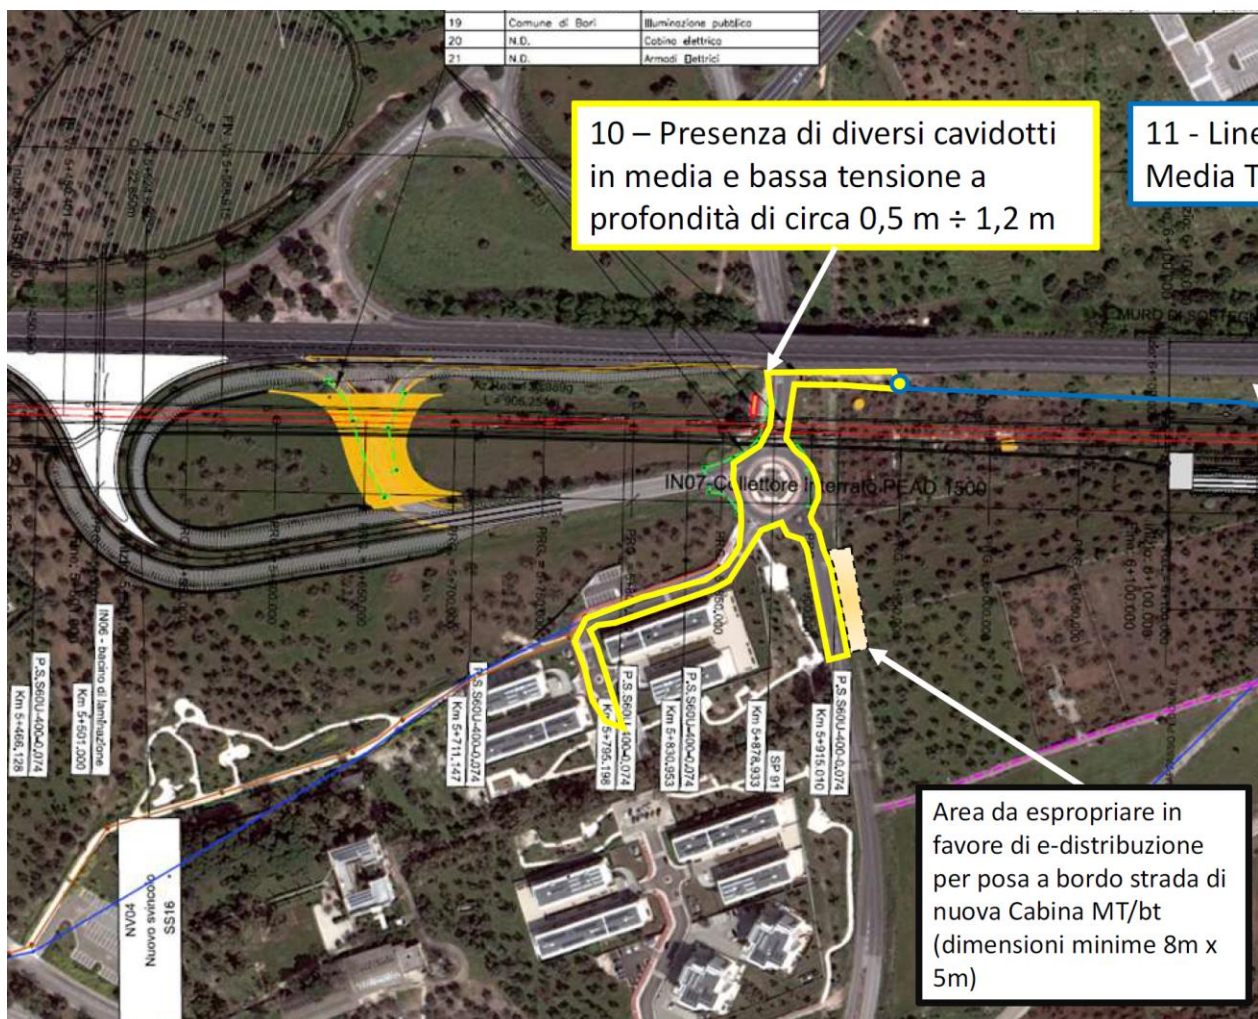 19 Comune di Bari Illuminazione pubblica
20 N.D. Cabina elettrica
21 N.D. Armadi Elettrici
10 – Presenza di diversi cavidotti
in media e bassa tensione a
profondità di circa 0,5 m ÷ 1,2 m
11 - Line
Media T
MURO DI SOSTEG
L = 906,254
IN07-Collettore interrato PEAD 1500
P.S.S60U-400-0,074
Km 5+466,128
IN06 - bacino di laminazione
Km 5+501,000
P.S.S60U-400-0,074
Km 5+711,147
P.S.S60U-400-0,074
Km 5+795,198
P.S.S60U-400-0,074
Km 5+830,953
SP 91
Km 5+878,933
P.S.S60U-400-0,074
Km 5+915,010
NV04
Nuovo svincolo
SS16
Area da espropriare in
favore di e-distribuzione
per posa a bordo strada di
nuova Cabina MT/bt
(dimensioni minime 8m x
5m)